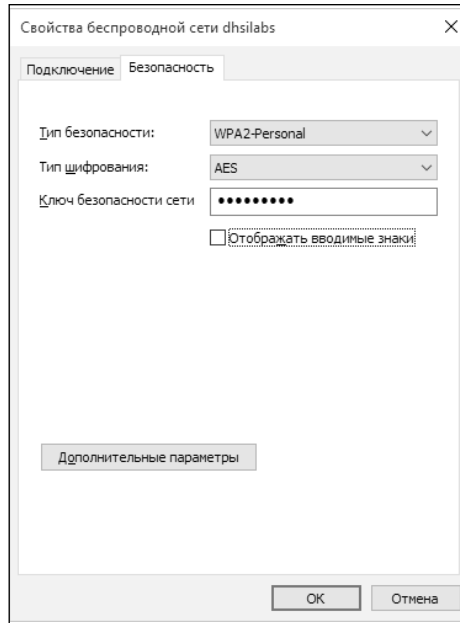 Свойства беспроводной сети dhsilabs
Подключение Безопасность
Тип безопасности: WPA2-Personal
Тип шифрования: AES
Ключ безопасности сети •••••••••
Отображать вводимые знаки
Дополнительные параметры
ОК Отмена